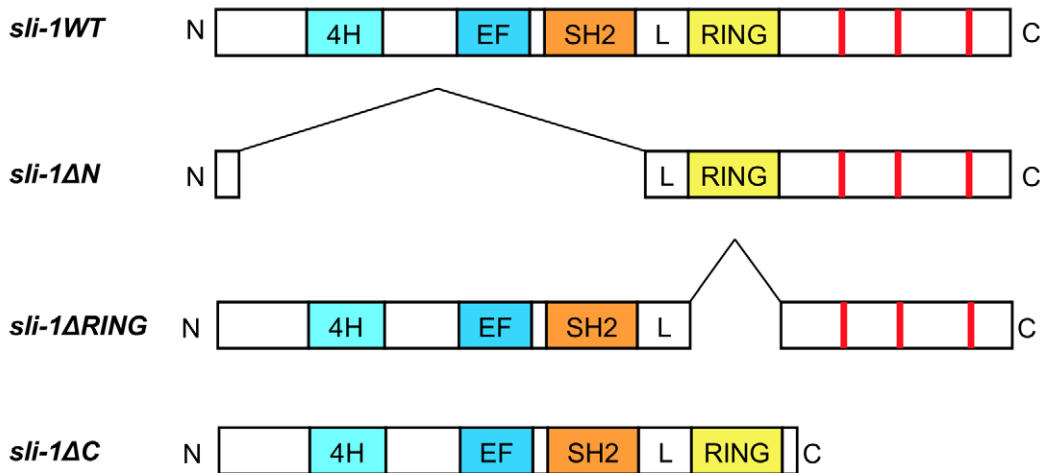 sli-1WT N 4H EF SH2 L RING C
sli-1ΔN N L RING C
sli-1ΔRING N 4H EF SH2 L C
sli-1ΔC N 4H EF SH2 L RING C